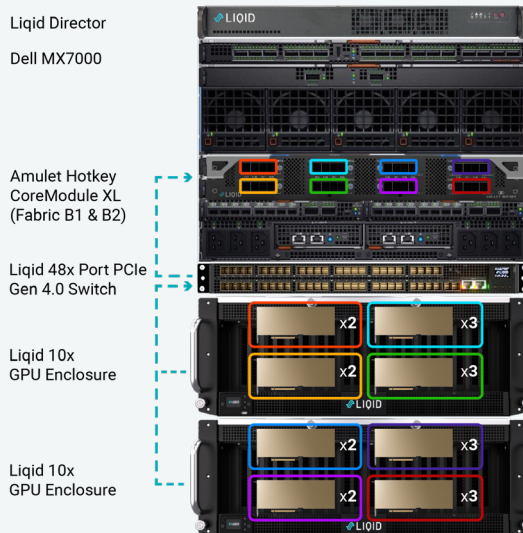 Liqid Director
LIQID
Dell MX7000
Amulet Hotkey
CoreModule XL
(Fabric B1 & B2)
LIQID
Liqid 48x Port PCIe
Gen 4.0 Switch
Liqid 10x
GPU Enclosure
x2
x3
x2
x3
LIQID
Liqid 10x
GPU Enclosure
x2
x3
x2
x3
LIQID